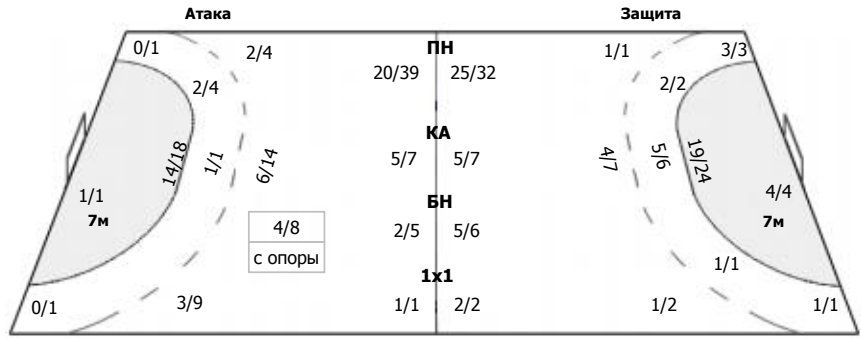 Атака Защита
0/1 2/4 ПН 1/1 3/3
20/39 25/32
2/4 2/2
КА
14/18 1/1 6/14 5/7 5/7 4/7 5/6 19/24
1/1 4/4
7м БН 7м
4/8 2/5 5/6
с опоры
1/1
1x1
0/1 3/9 1/1 2/2 1/2 1/1